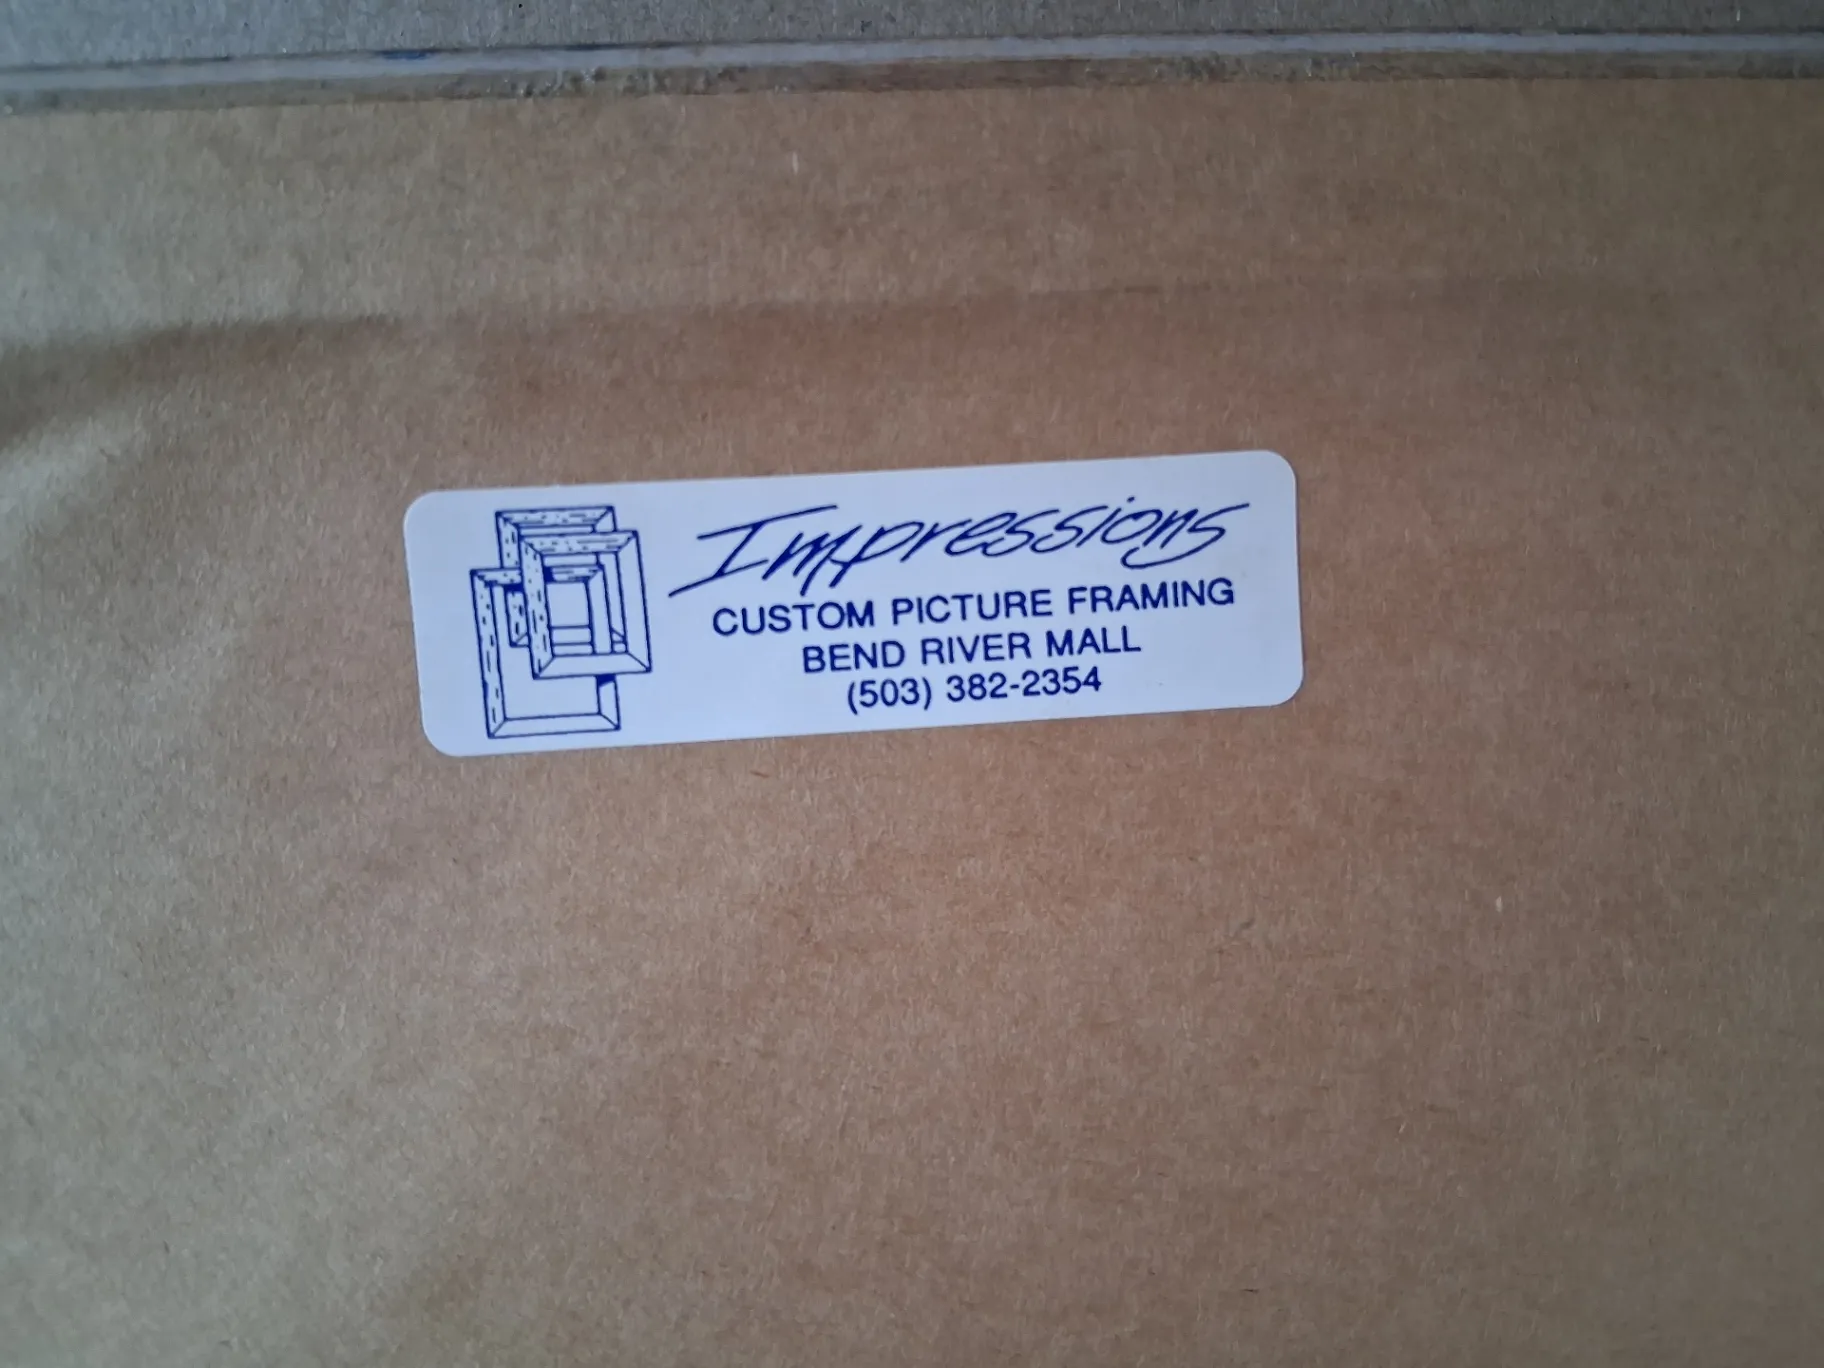 Impressions
CUSTOM PICTURE FRAMING
BEND RIVER MALL
(503) 382-2354